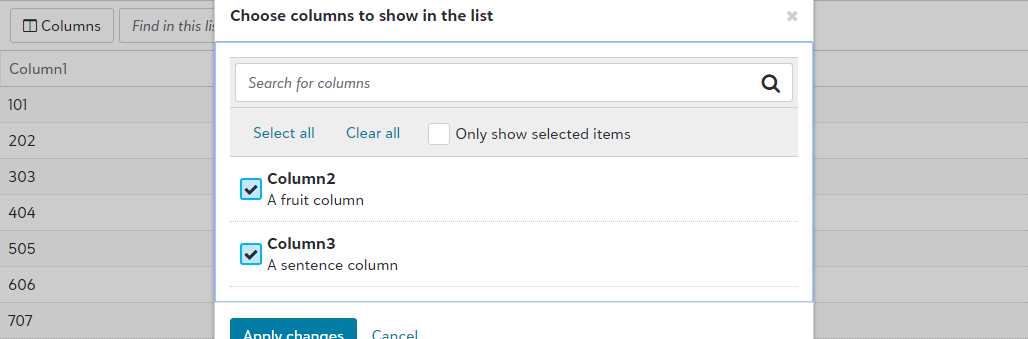 Choose columns to show in the list
Columns
Find in this lis
Search for columns
Column1
101
Select all Clear all Only show selected items
202
303
Column2
A fruit column
404
505
Column3
A sentence column
606
707
Apply changes Cancel